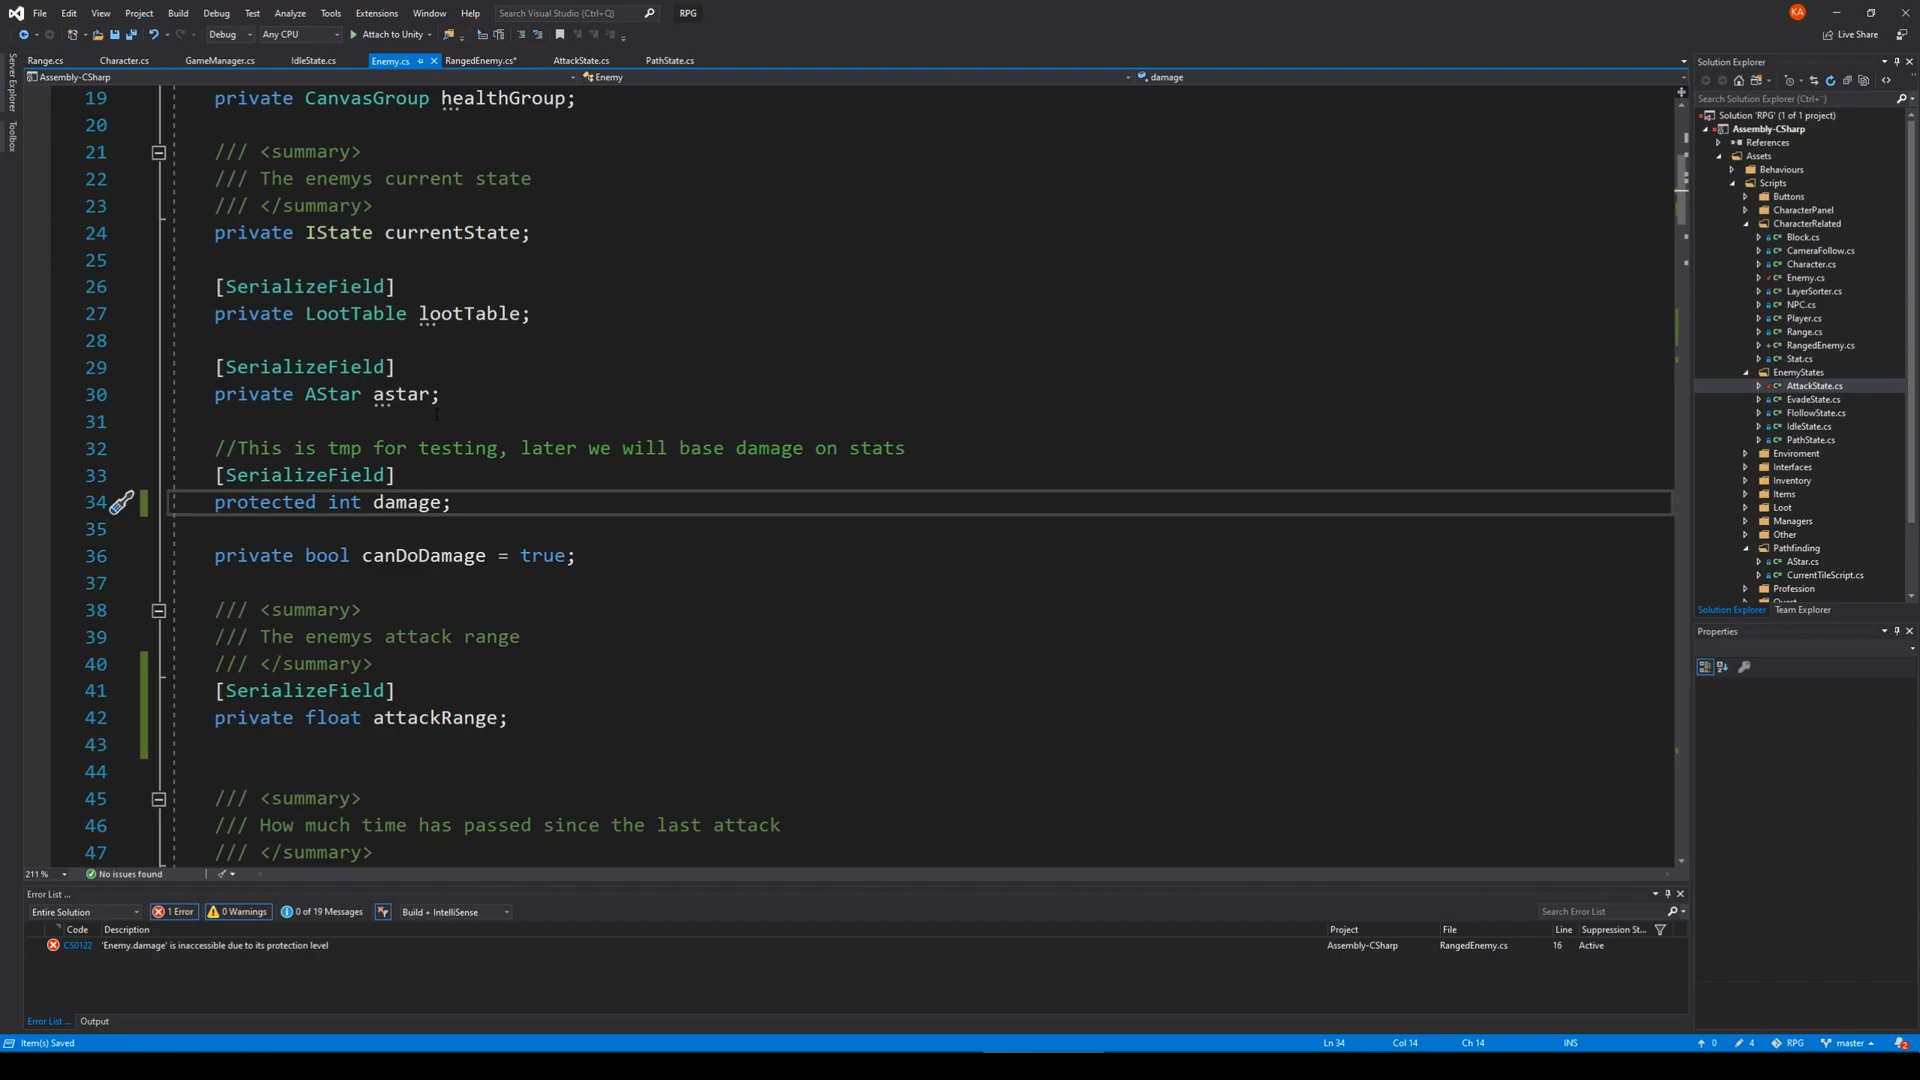 File Edit View Project Build Debug Test Analyze Tools Extensions Window Help Search Visual Studio (Ctrl+Q) RPG KA
Debug Any CPU Attach to Unity Live Share
Range.cs Character.cs GameManager.cs IdleState.cs Enemy.cs RangedEnemy.cs* AttackState.cs PathState.cs
Assembly-CSharp Enemy damage
Server Explorer
Toolbox
19 private CanvasGroup healthGroup;
20
21 /// <summary>
22 /// The enemys current state
23 /// </summary>
24 private IState currentState;
25
26 [SerializeField]
27 private LootTable lootTable;
28
29 [SerializeField]
30 private AStar astar;
31
32 //This is tmp for testing, later we will base damage on stats
33 [SerializeField]
34 protected int damage;
35
36 private bool canDoDamage = true;
37
38 /// <summary>
39 /// The enemys attack range
40 /// </summary>
41 [SerializeField]
42 private float attackRange;
43
44
45 /// <summary>
46 /// How much time has passed since the last attack
47 /// </summary>
211 % No issues found
Error List ...
Entire Solution 1 Error 0 Warnings 0 of 19 Messages Build + IntelliSense Search Error List
Code Description Project File Line Suppression St...
CS0122 'Enemy.damage' is inaccessible due to its protection level Assembly-CSharp RangedEnemy.cs 16 Active
Error List ... Output
Item(s) Saved Ln 34 Col 14 Ch 14 INS 0 4 RPG master 2
Solution Explorer
Search Solution Explorer (Ctrl+¨)
Solution 'RPG' (1 of 1 project)
Assembly-CSharp
References
Assets
Behaviours
Scripts
Buttons
CharacterPanel
CharacterRelated
Block.cs
CameraFollow.cs
Character.cs
Enemy.cs
LayerSorter.cs
NPC.cs
Player.cs
Range.cs
RangedEnemy.cs
Stat.cs
EnemyStates
AttackState.cs
EvadeState.cs
FlollowState.cs
IdleState.cs
PathState.cs
Enviroment
Interfaces
Inventory
Items
Loot
Managers
Other
Pathfinding
AStar.cs
CurrentTileScript.cs
Profession
Quest
Solution Explorer Team Explorer
Properties